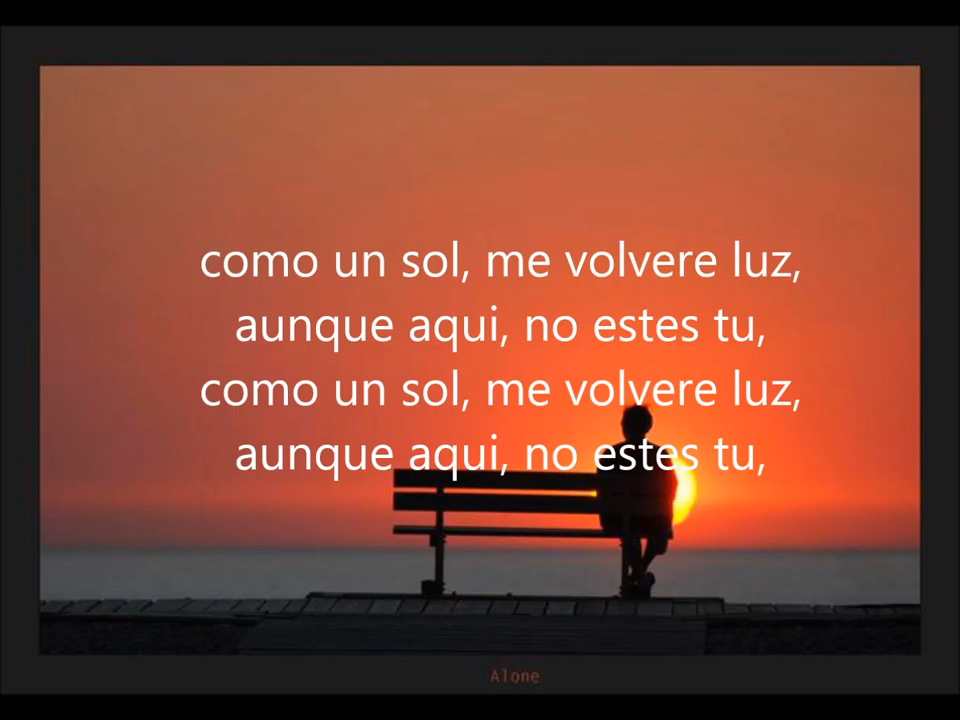 como un sol, me volvere luz,
aunque aqui, no estes tu,
como un sol, me volvere luz,
aunque aqui, no estes tu,
Alone